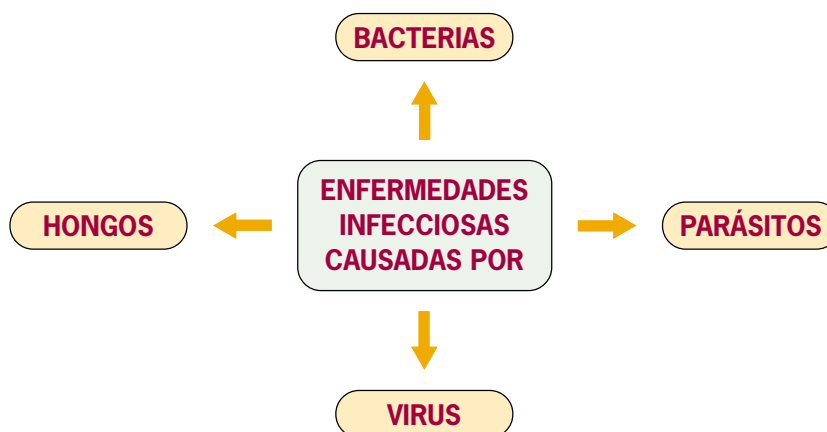 BACTERIAS
ENFERMEDADES
INFECCIOSAS
CAUSADAS POR
HONGOS
PARÁSITOS
VIRUS